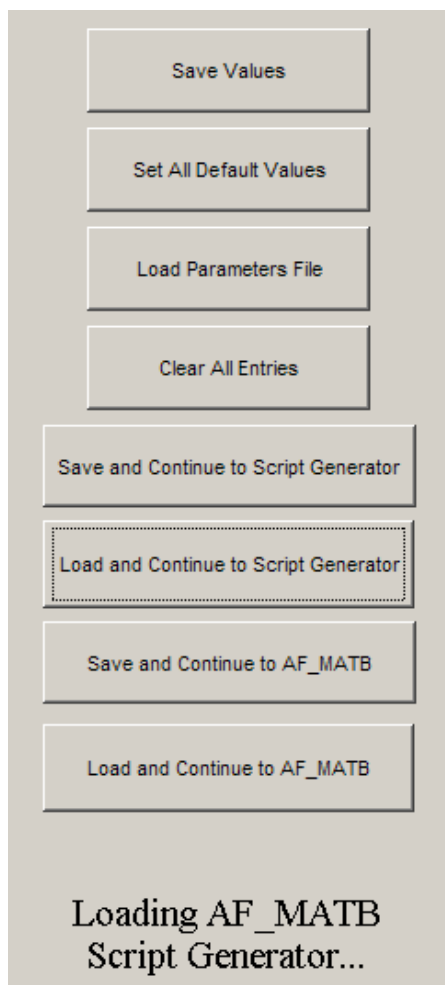 Save Values
Set All Default Values
Load Parameters File
Clear All Entries
Save and Continue to Script Generator
Load and Continue to Script Generator
Save and Continue to AF_MATB
Load and Continue to AF_MATB
Loading AF_MATB
Script Generator...